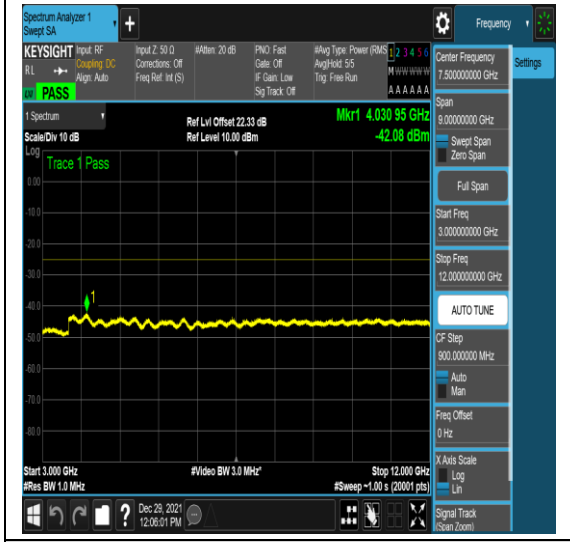 Spectrum Analyzer 1
Swept SA
+
Frequency
KEYSIGHT
Input: RF
Coupling: DC
Align: Auto
Input Z: 50 Ω
Corrections: Off
Freq Ref: Int (S)
#Atten: 20 dB
PNO: Fast
Gate: Off
IF Gain: Low
Sig Track: Off
#Avg Type: Power (RMS
Avg|Hold: 5/5
Trig: Free Run
1 2 3 4 5 6
M W W W W W
A A A A A A
R L
PASS
1 Spectrum
Scale/Div 10 dB
Ref Lvl Offset 22.33 dB
Ref Level 10.00 dBm
Mkr1 4.030 95 GHz
-42.08 dBm
Log
Trace 1 Pass
0.00
-10.0
-20.0
-30.0
-40.0
-50.0
-60.0
-70.0
-80.0
1
Start 3.000 GHz
#Res BW 1.0 MHz
#Video BW 3.0 MHz*
Stop 12.000 GHz
#Sweep ~1.00 s (20001 pts)
?
Dec 29, 2021
12:06:01 PM
Center Frequency
7.500000000 GHz
Settings
Span
9.00000000 GHz
Swept Span
Zero Span
Full Span
Start Freq
3.000000000 GHz
Stop Freq
12.000000000 GHz
AUTO TUNE
CF Step
900.000000 MHz
Auto
Man
Freq Offset
0 Hz
X Axis Scale
Log
Lin
Signal Track
(Span Zoom)